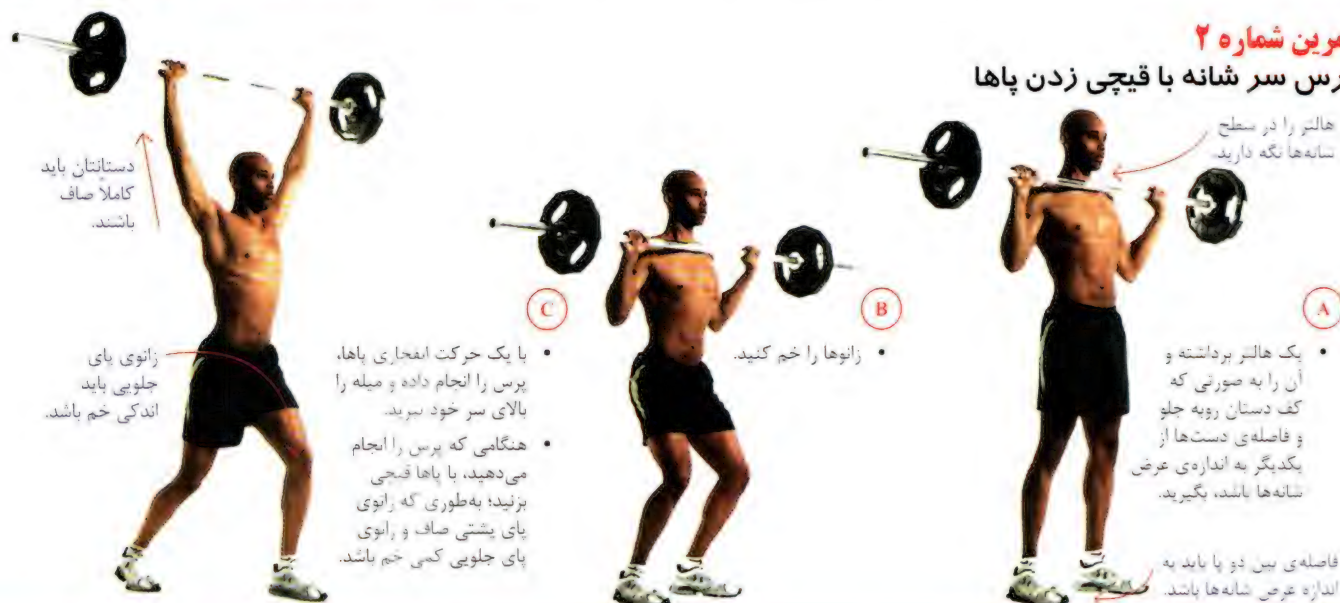 مرین شماره ۲
رس سر شانه با قیچی زدن پاها
هالتر را در سطح
شانه‌ها نگه دارید.
A
• یک هالتر برداشته و
آن را به صورتی که
کف دستان روبه جلو
و فاصله‌ی دست‌ها از
یکدیگر به اندازه‌ی عرض
شانه‌ها باشد، بگیرید.
فاصله‌ی بین دو پا باید به
اندازه عرض شانه‌ها باشد.
B
• زانوها را خم کنید.
C
• با یک حرکت انفجاری پاها،
پرس را انجام داده و میله را
بالای سر خود ببرید.
• هنگامی که پرس را انجام
می‌دهید، با پاها قیچی
بزنید؛ به‌طوری که زانوی
پای پشتی صاف و زانوی
پای جلویی کمی خم باشد.
دستانتان باید
کاملاً صاف
باشند.
زانوی پای
جلویی باید
اندکی خم باشد.